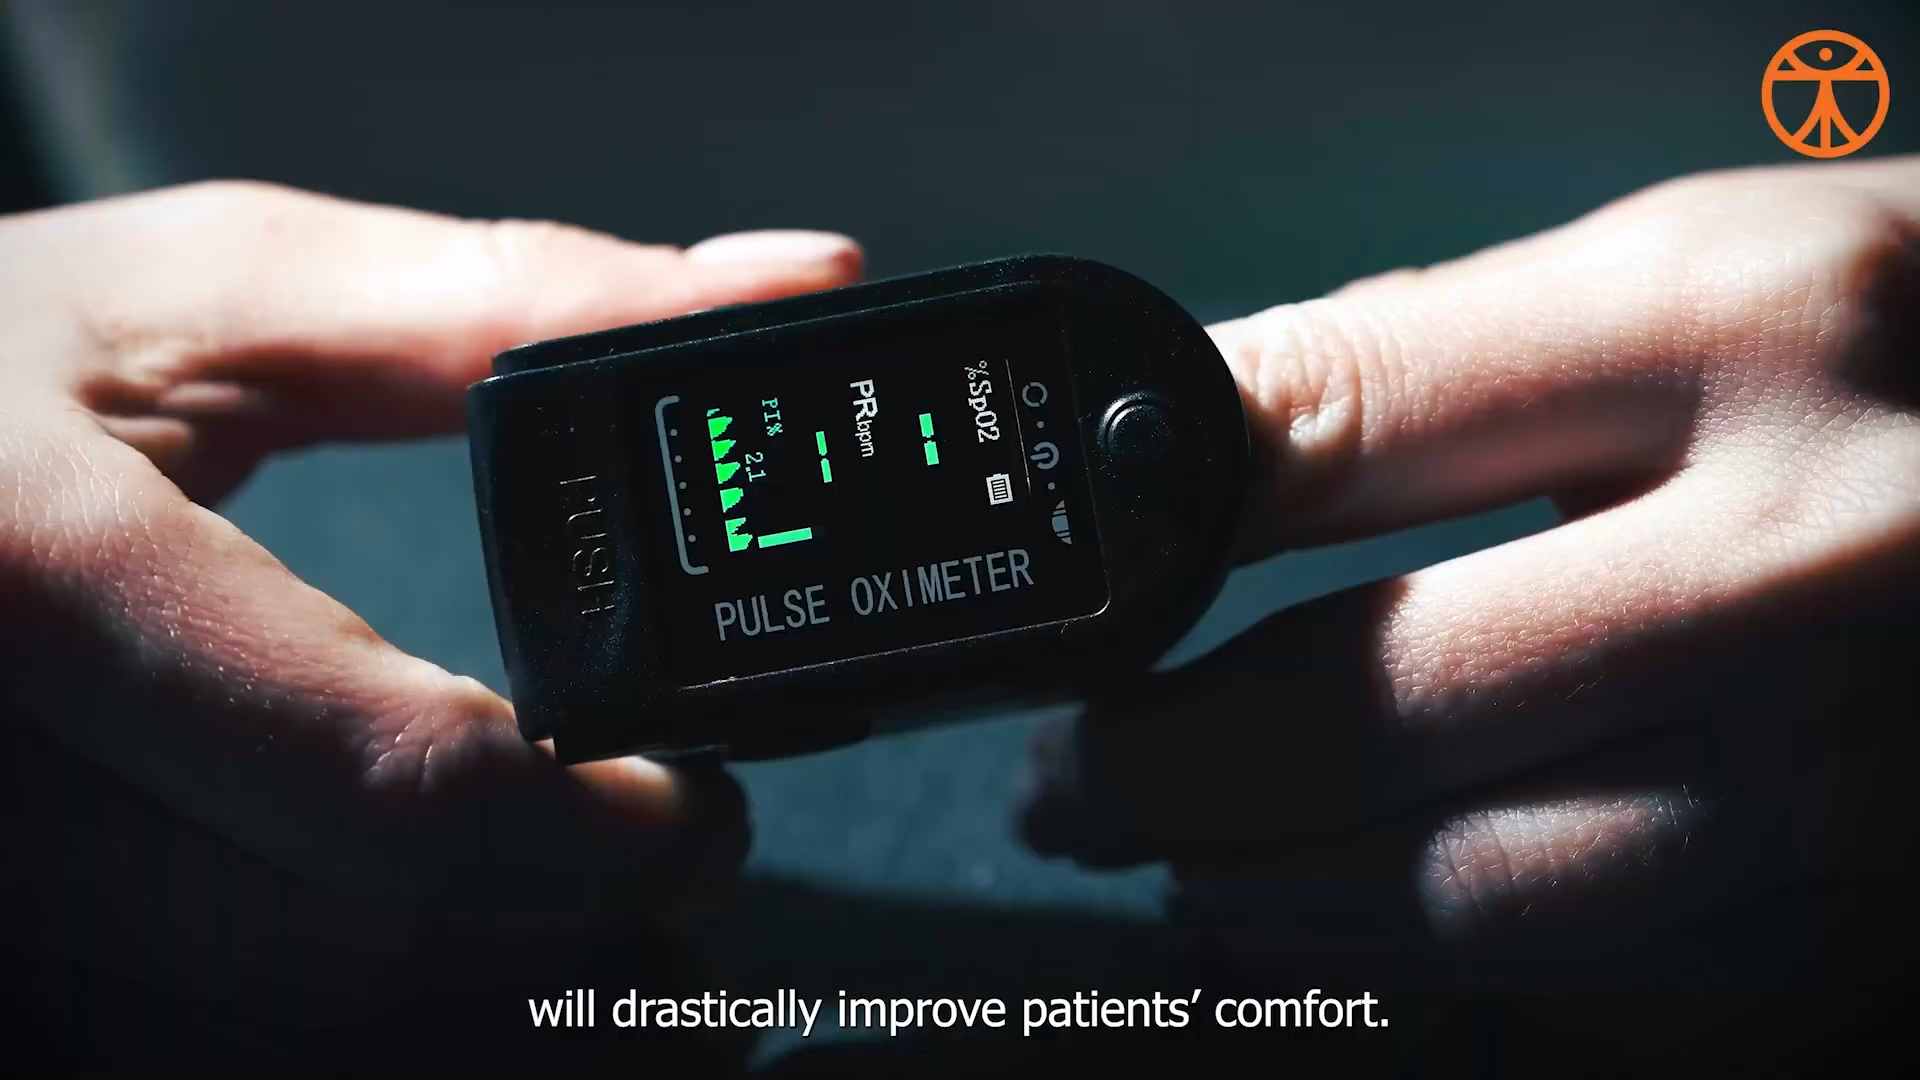 %SpO2
--
PRbpm
--
PI%
2.1
PUSH
PULSE OXIMETER
will drastically improve patients’ comfort.